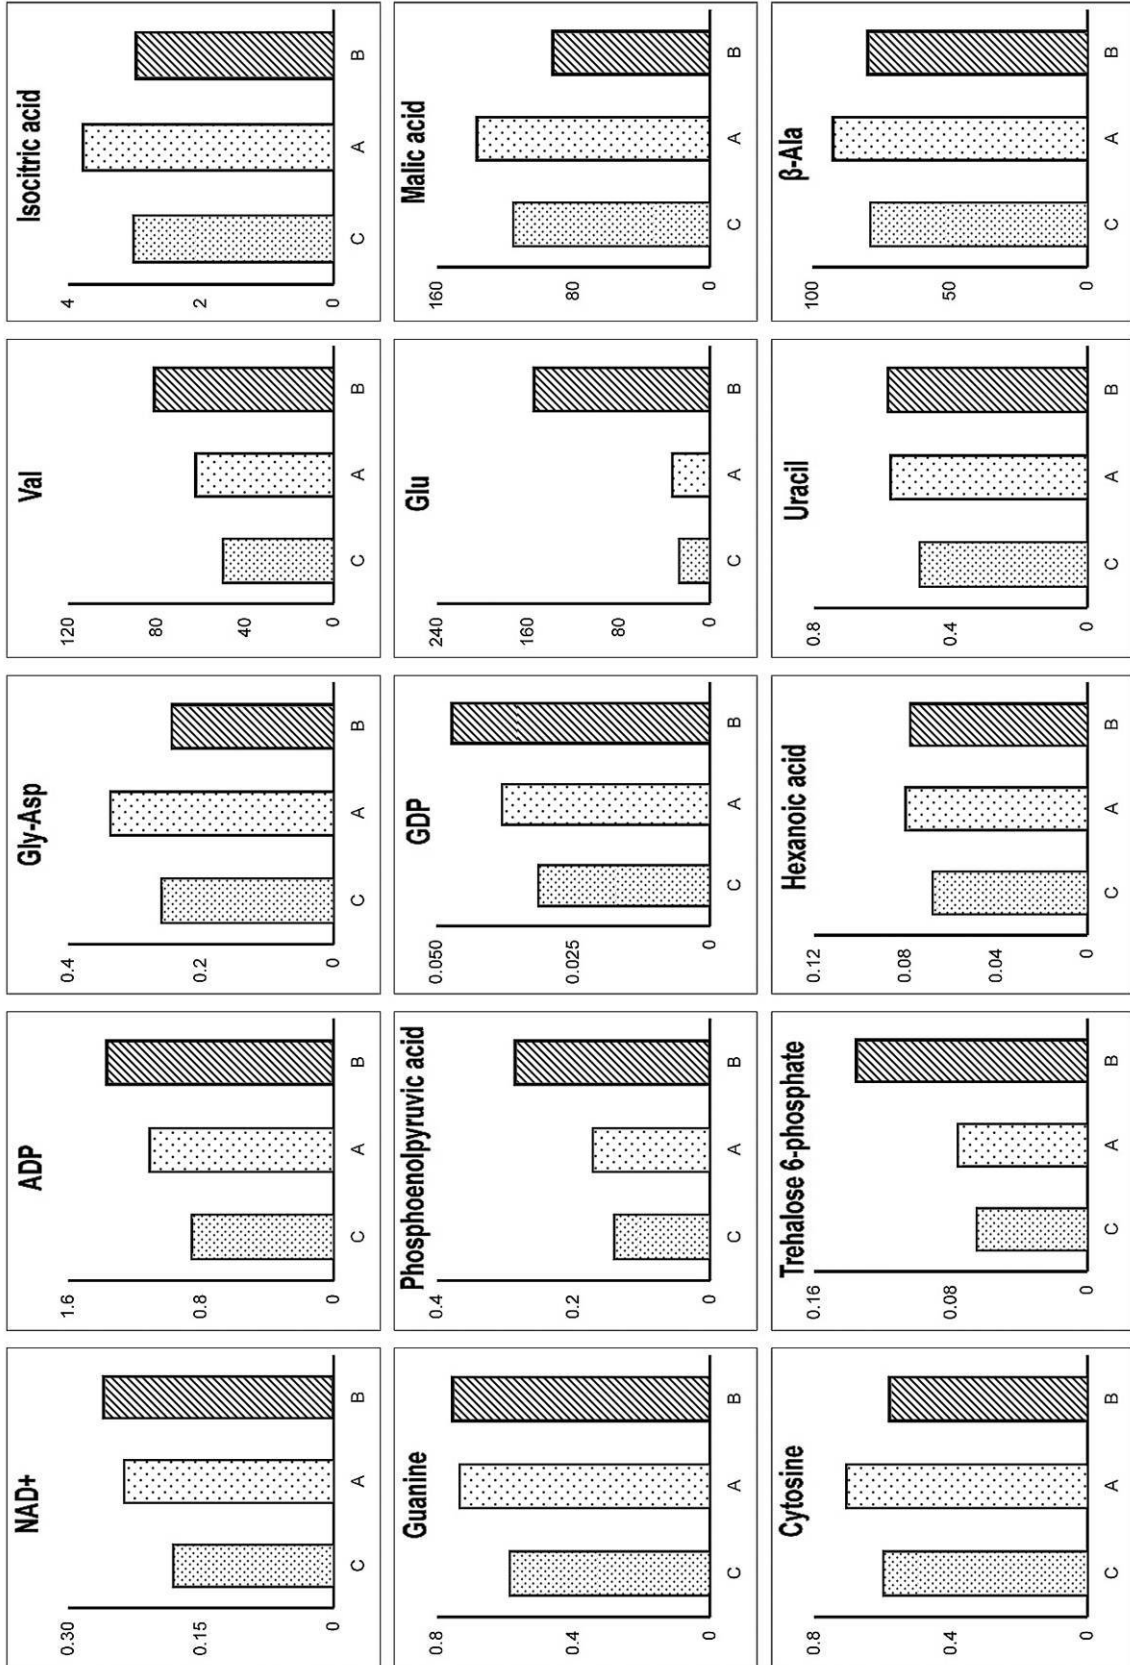 NAD+
0.30
0.15
0
C A B
ADP
1.6
0.8
0
C A B
Gly-Asp
0.4
0.2
0
C A B
Val
120
80
40
0
C A B
Isocitric acid
4
2
0
C A B
Guanine
0.8
0.4
0
C A B
Phosphoenolpyruvic acid
0.4
0.2
0
C A B
GDP
0.050
0.025
0
C A B
Glu
240
160
80
0
C A B
Malic acid
160
80
0
C A B
Cytosine
0.8
0.4
0
C A B
Trehalose 6-phosphate
0.16
0.08
0
C A B
Hexanoic acid
0.12
0.08
0.04
0
C A B
Uracil
0.8
0.4
0
C A B
β-Ala
100
50
0
C A B